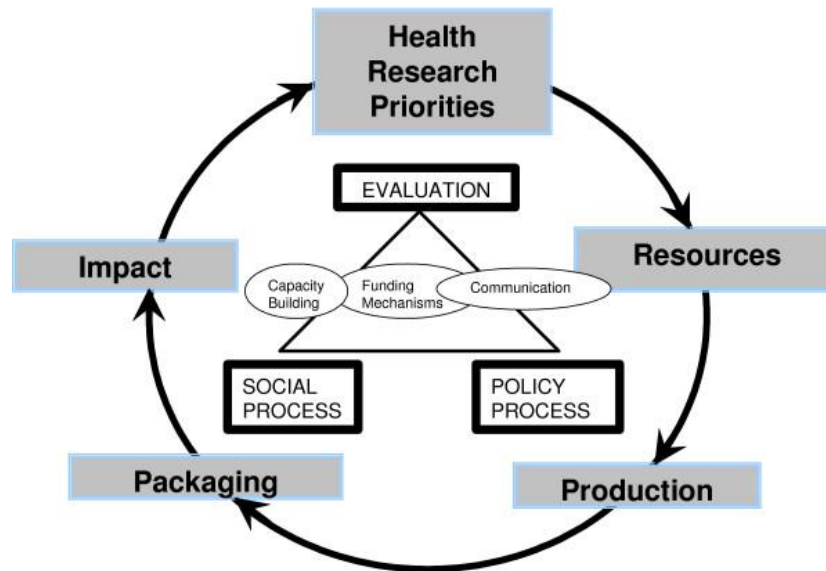 Health
Research
Priorities
EVALUATION
Impact
Resources
Capacity
Building
Funding
Mechanisms
Communication
SOCIAL
PROCESS
POLICY
PROCESS
Packaging
Production